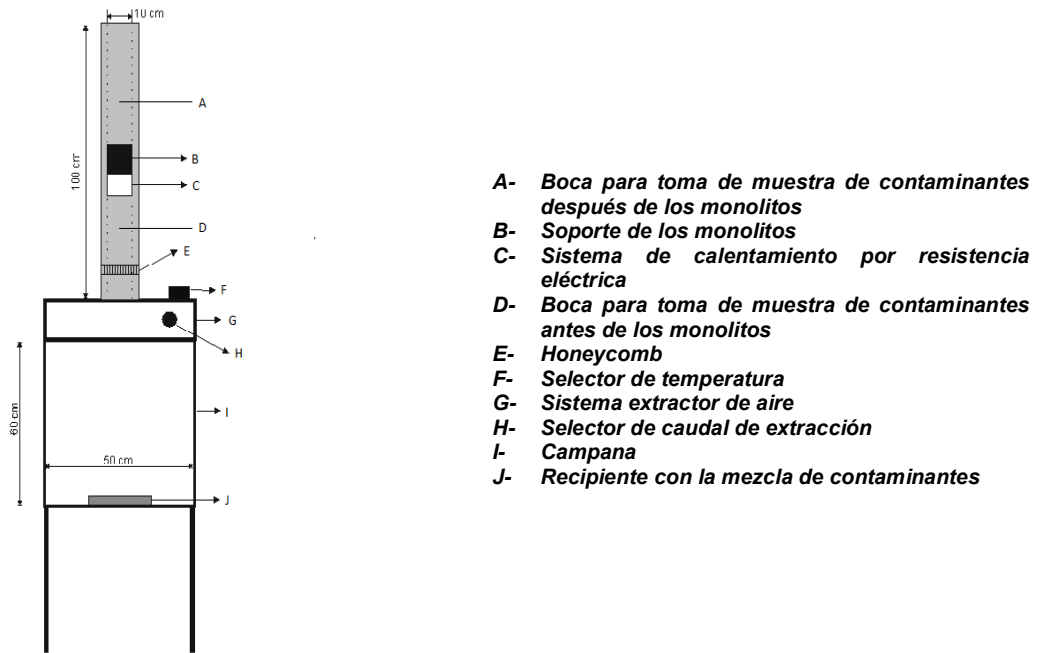 10 cm
A
B
100 cm
C
D
E
F
G
H
60 cm
I
50 cm
J
A- Boca para toma de muestra de contaminantes
después de los monolitos
B- Soporte de los monolitos
C- Sistema de calentamiento por resistencia
eléctrica
D- Boca para toma de muestra de contaminantes
antes de los monolitos
E- Honeycomb
F- Selector de temperatura
G- Sistema extractor de aire
H- Selector de caudal de extracción
I- Campana
J- Recipiente con la mezcla de contaminantes